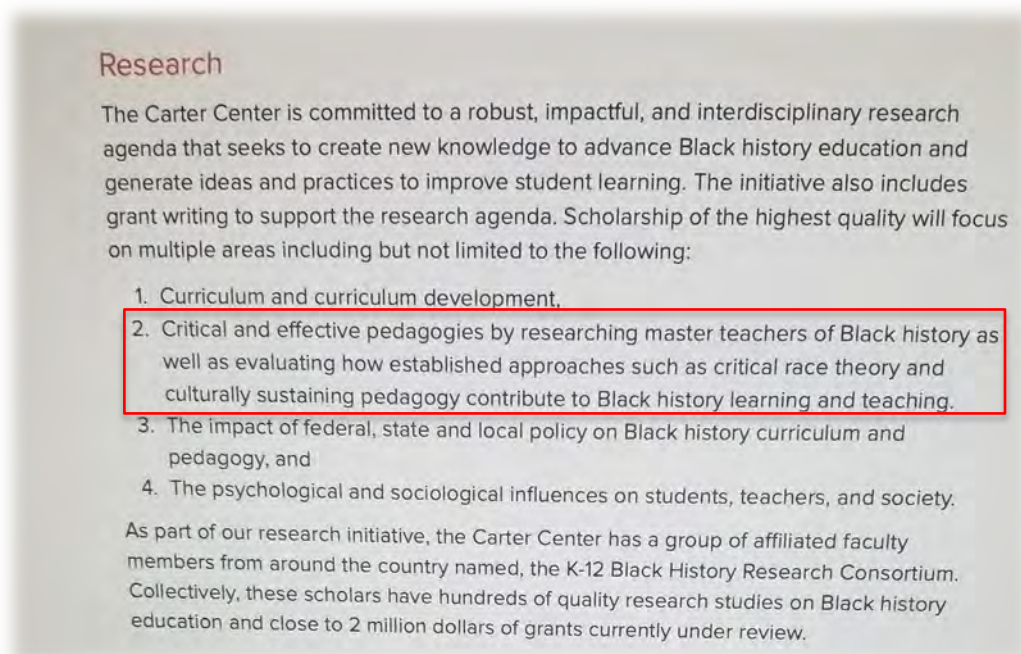 Research
The Carter Center is committed to a robust, impactful, and interdisciplinary research
agenda that seeks to create new knowledge to advance Black history education and
generate ideas and practices to improve student learning. The initiative also includes
grant writing to support the research agenda. Scholarship of the highest quality will focus
on multiple areas including but not limited to the following:
1. Curriculum and curriculum development,
2. Critical and effective pedagogies by researching master teachers of Black history as
well as evaluating how established approaches such as critical race theory and
culturally sustaining pedagogy contribute to Black history learning and teaching.
3. The impact of federal, state and local policy on Black history curriculum and
pedagogy, and
4. The psychological and sociological influences on students, teachers, and society.
As part of our research initiative, the Carter Center has a group of affiliated faculty
members from around the country named, the K-12 Black History Research Consortium.
Collectively, these scholars have hundreds of quality research studies on Black history
education and close to 2 million dollars of grants currently under review.